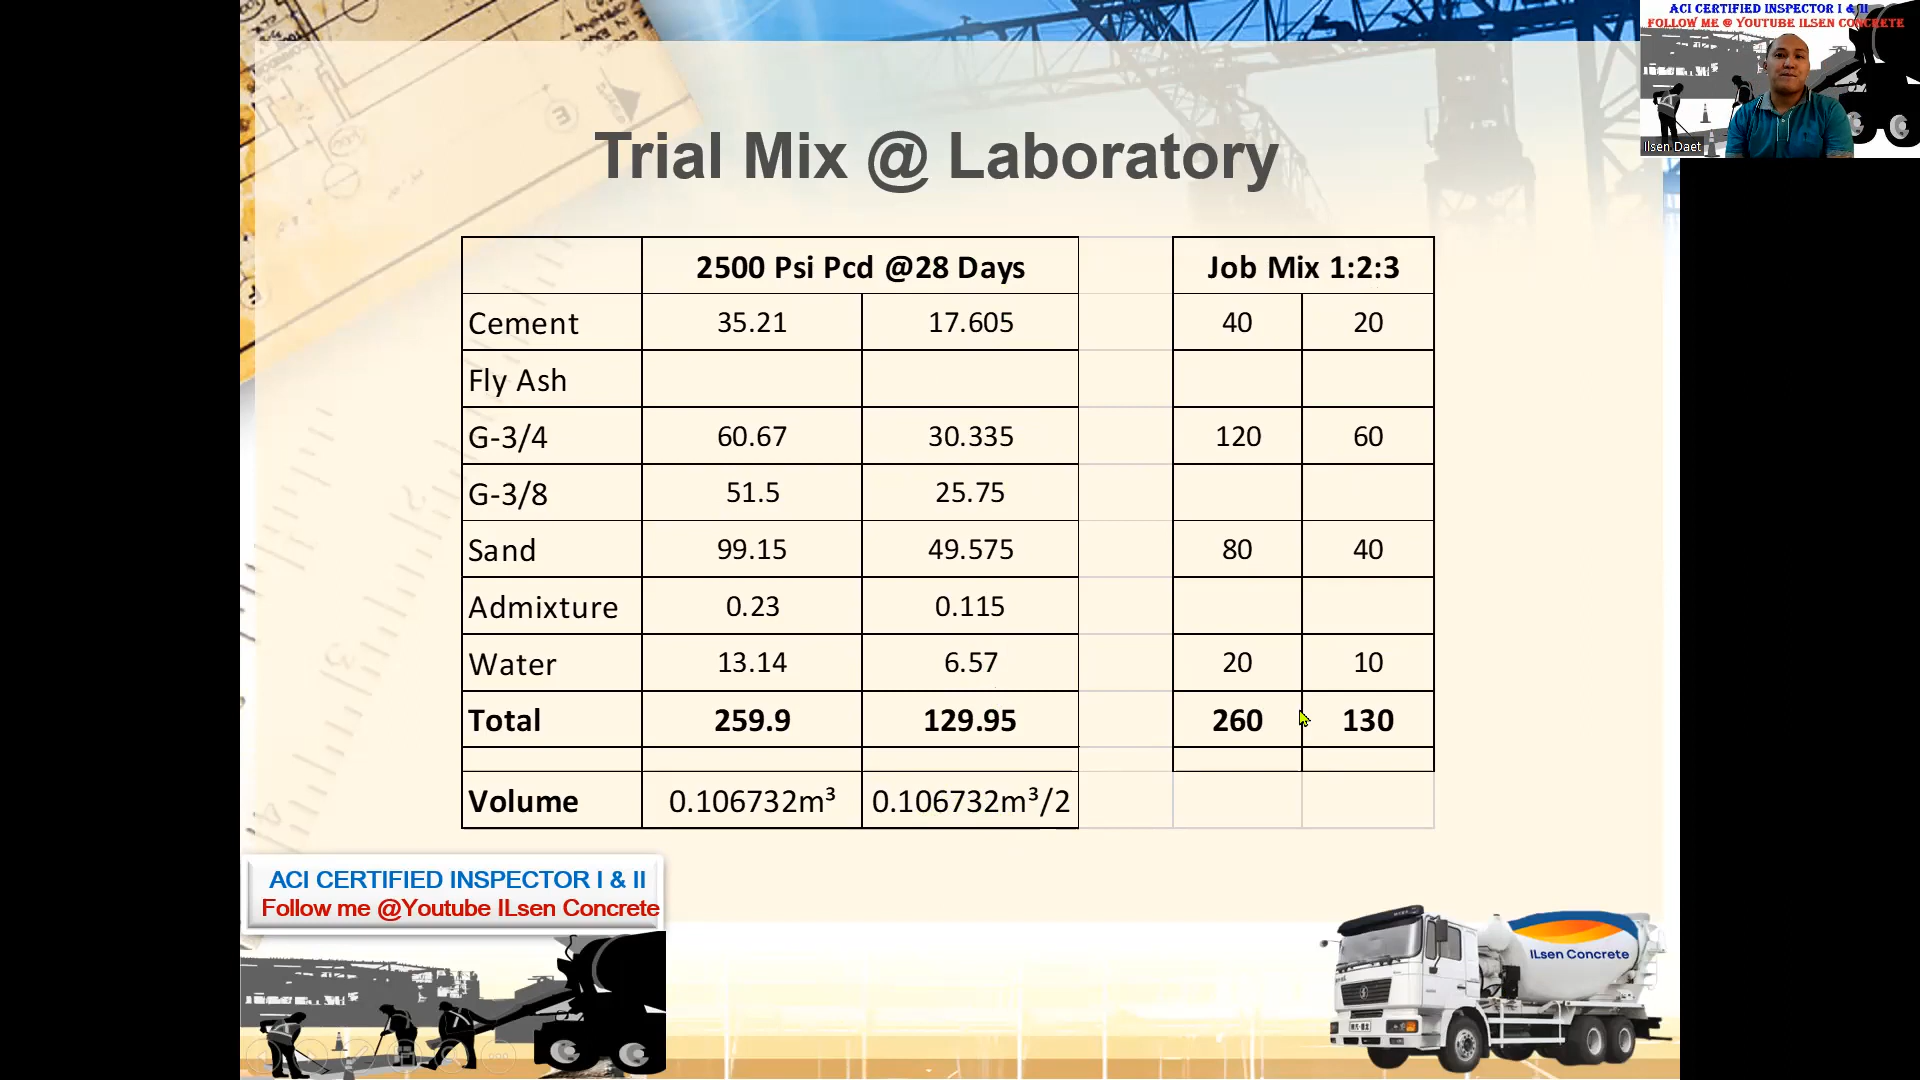 ACI CERTIFIED INSPECTOR I & II
FOLLOW ME @ YOUTUBE ILSEN CONCRETE
Ilsen Daet
Trial Mix @ Laboratory
2500 Psi Pcd @28 Days Job Mix 1:2:3
Cement 35.21 17.605 40 20
Fly Ash
G-3/4 60.67 30.335 120 60
G-3/8 51.5 25.75
Sand 99.15 49.575 80 40
Admixture 0.23 0.115
Water 13.14 6.57 20 10
Total 259.9 129.95 260 130
Volume 0.106732m³ 0.106732m³/2
ACI CERTIFIED INSPECTOR I & II
Follow me @Youtube ILsen Concrete
ILsen Concrete